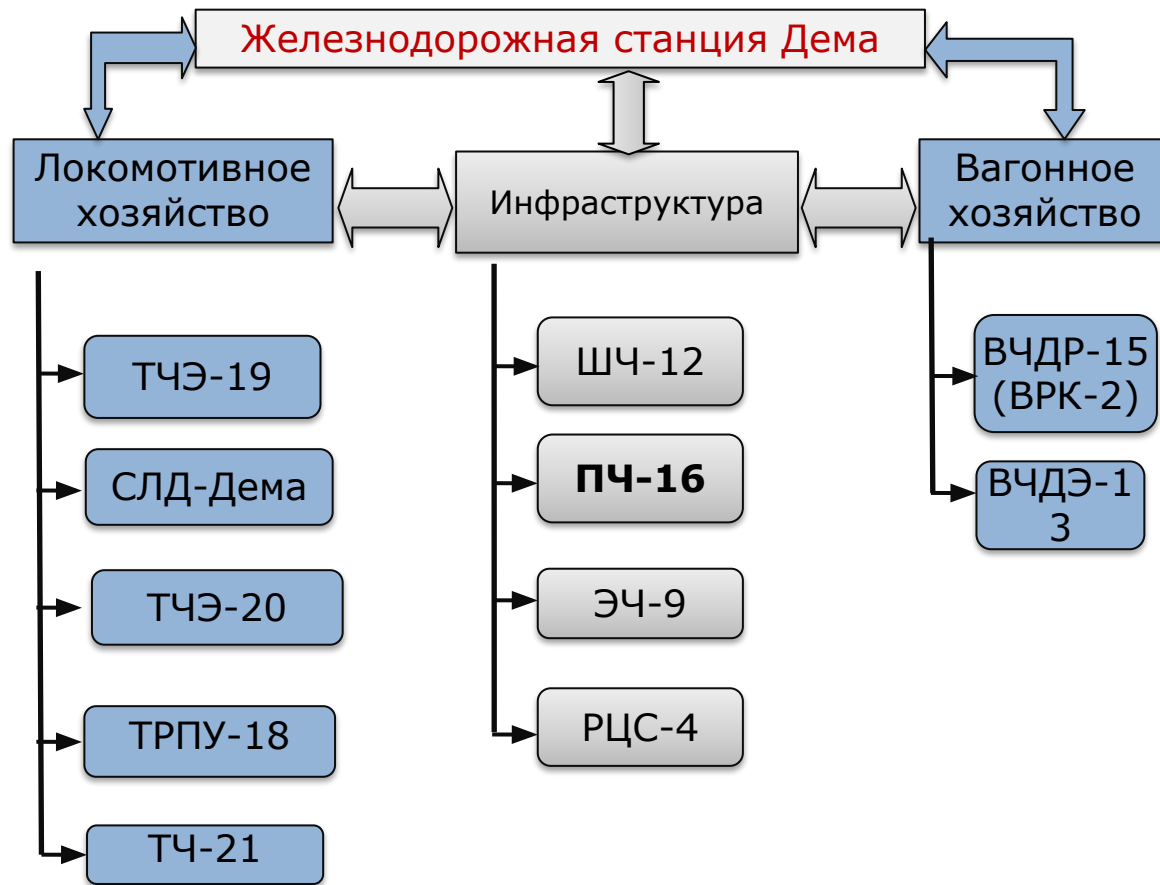 Железнодорожная станция Дема
Локомотивное
хозяйство
Инфраструктура
Вагонное
хозяйство
ТЧЭ-19
СЛД-Дема
ТЧЭ-20
ТРПУ-18
ТЧ-21
ШЧ-12
ПЧ-16
ЭЧ-9
РЦС-4
ВЧДР-15
(ВРК-2)
ВЧДЭ-1
3